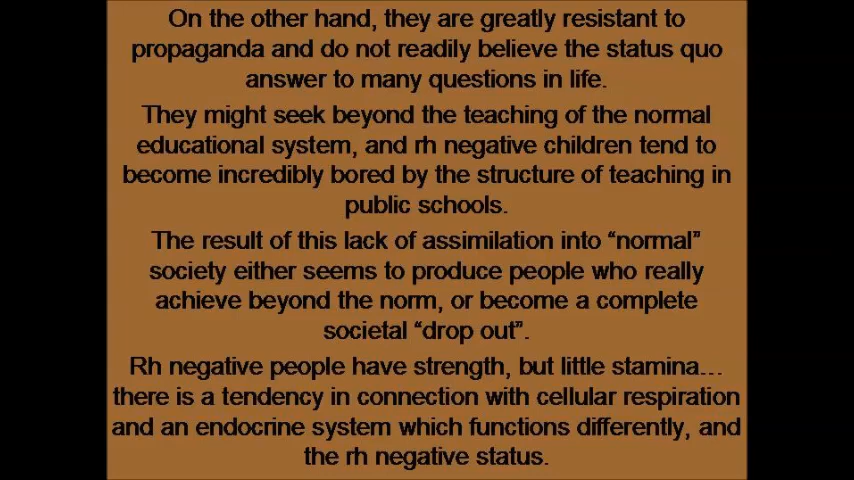 On the other hand, they are greatly resistant to
propaganda and do not readily believe the status quo
answer to many questions in life.
They might seek beyond the teaching of the normal
educational system, and rh negative children tend to
become incredibly bored by the structure of teaching in
public schools.
The result of this lack of assimilation into “normal”
society either seems to produce people who really
achieve beyond the norm, or become a complete
societal “drop out”.
Rh negative people have strength, but little stamina...
there is a tendency in connection with cellular respiration
and an endocrine system which functions differently, and
the rh negative status.